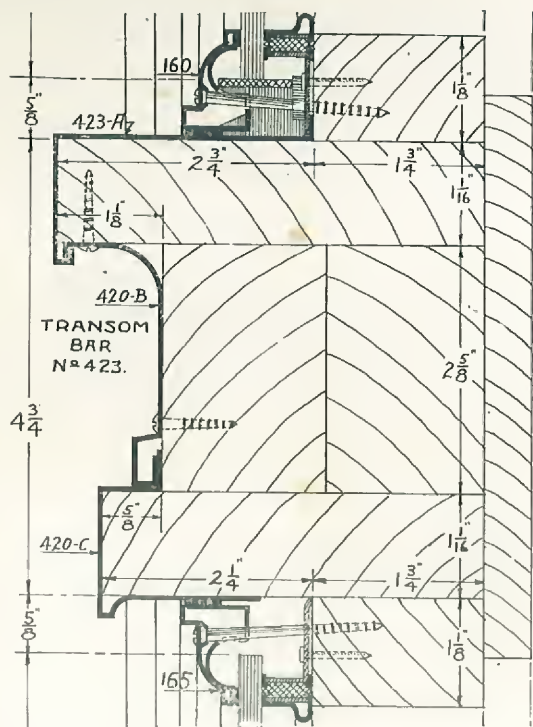 160
5/8"
1 1/8"
423-A
2 3/4"
1 3/4"
1 1/16"
1 1/8"
420-B
TRANSOM
BAR
Nº 423.
2 5/8"
4 3/4"
5/8"
420-C
1 1/16"
2 1/4"
1 3/4"
5/8"
1 1/8"
165